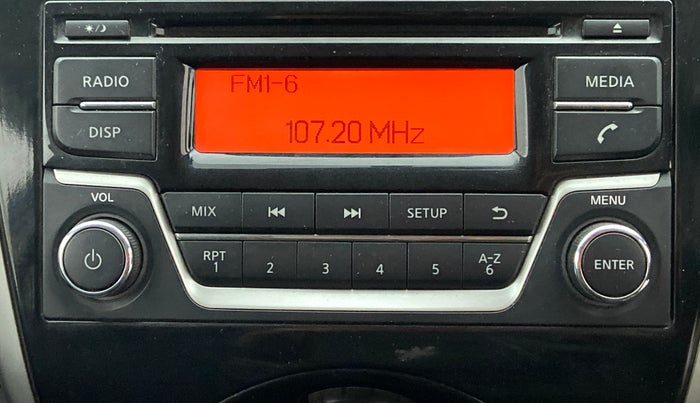 RADIO
DISP
FM1-6
107.20 MHz
MEDIA
VOL
MENU
MIX
SETUP
RPT
1
2
3
4
5
A-Z
6
ENTER